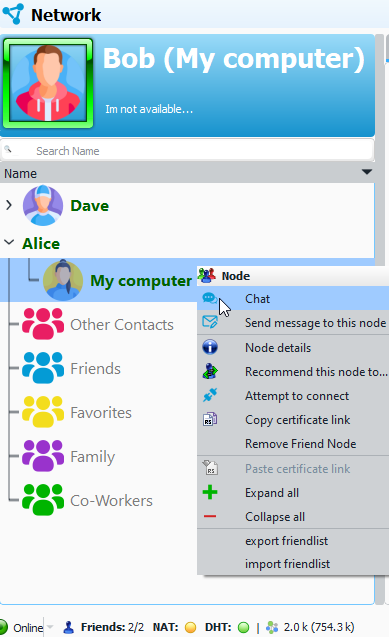 Network
Bob (My computer)
Im not available...
Search Name
Name
Dave
Alice
My computer
Node
Chat
Send message to this node
Node details
Recommend this node to...
Attempt to connect
RS
Copy certificate link
Remove Friend Node
RS
Paste certificate link
Expand all
Collapse all
export friendlist
import friendlist
Other Contacts
Friends
Favorites
Family
Co-Workers
Online Friends: 2/2 NAT: DHT: 2.0 k (754.3 k)